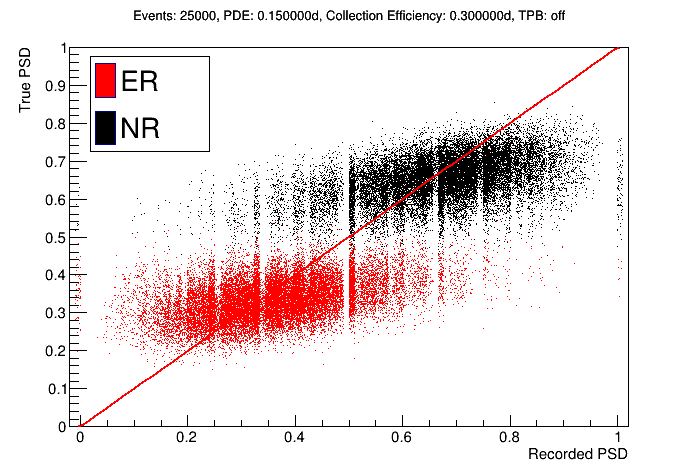 Events: 25000, PDE: 0.150000d, Collection Efficiency: 0.300000d, TPB: off
True PSD
1
0.9
0.8
0.7
0.6
0.5
0.4
0.3
0.2
0.1
0
ER
NR
0 0.2 0.4 0.6 0.8 1
Recorded PSD